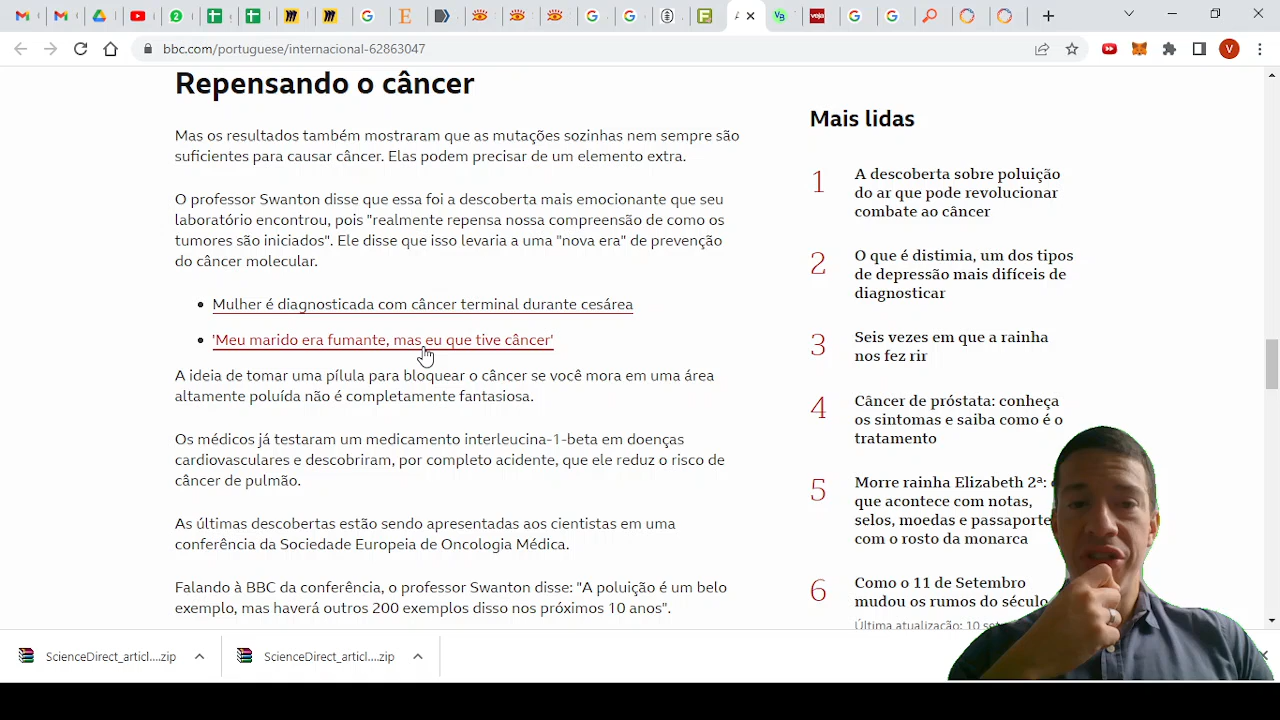 bbc.com/portuguese/internacional-62863047
V
Repensando o câncer
Mas os resultados também mostraram que as mutações sozinhas nem sempre são
suficientes para causar câncer. Elas podem precisar de um elemento extra.
O professor Swanton disse que essa foi a descoberta mais emocionante que seu
laboratório encontrou, pois "realmente repensa nossa compreensão de como os
tumores são iniciados". Ele disse que isso levaria a uma "nova era" de prevenção
do câncer molecular.
Mulher é diagnosticada com câncer terminal durante cesárea
'Meu marido era fumante, mas eu que tive câncer'
A ideia de tomar uma pílula para bloquear o câncer se você mora em uma área
altamente poluída não é completamente fantasiosa.
Os médicos já testaram um medicamento interleucina-1-beta em doenças
cardiovasculares e descobriram, por completo acidente, que ele reduz o risco de
câncer de pulmão.
As últimas descobertas estão sendo apresentadas aos cientistas em uma
conferência da Sociedade Europeia de Oncologia Médica.
Falando à BBC da conferência, o professor Swanton disse: "A poluição é um belo
exemplo, mas haverá outros 200 exemplos disso nos próximos 10 anos".
Mais lidas
1
A descoberta sobre poluição
do ar que pode revolucionar
combate ao câncer
2
O que é distimia, um dos tipos
de depressão mais difíceis de
diagnosticar
3
Seis vezes em que a rainha
nos fez rir
4
Câncer de próstata: conheça
os sintomas e saiba como é o
tratamento
5
Morre rainha Elizabeth 2ª:
que acontece com notas,
selos, moedas e passaporte
com o rosto da monarca
6
Como o 11 de Setembro
mudou os rumos do século
Última atualização: 10
ScienceDirect_articl....zip
ScienceDirect_articl....zip